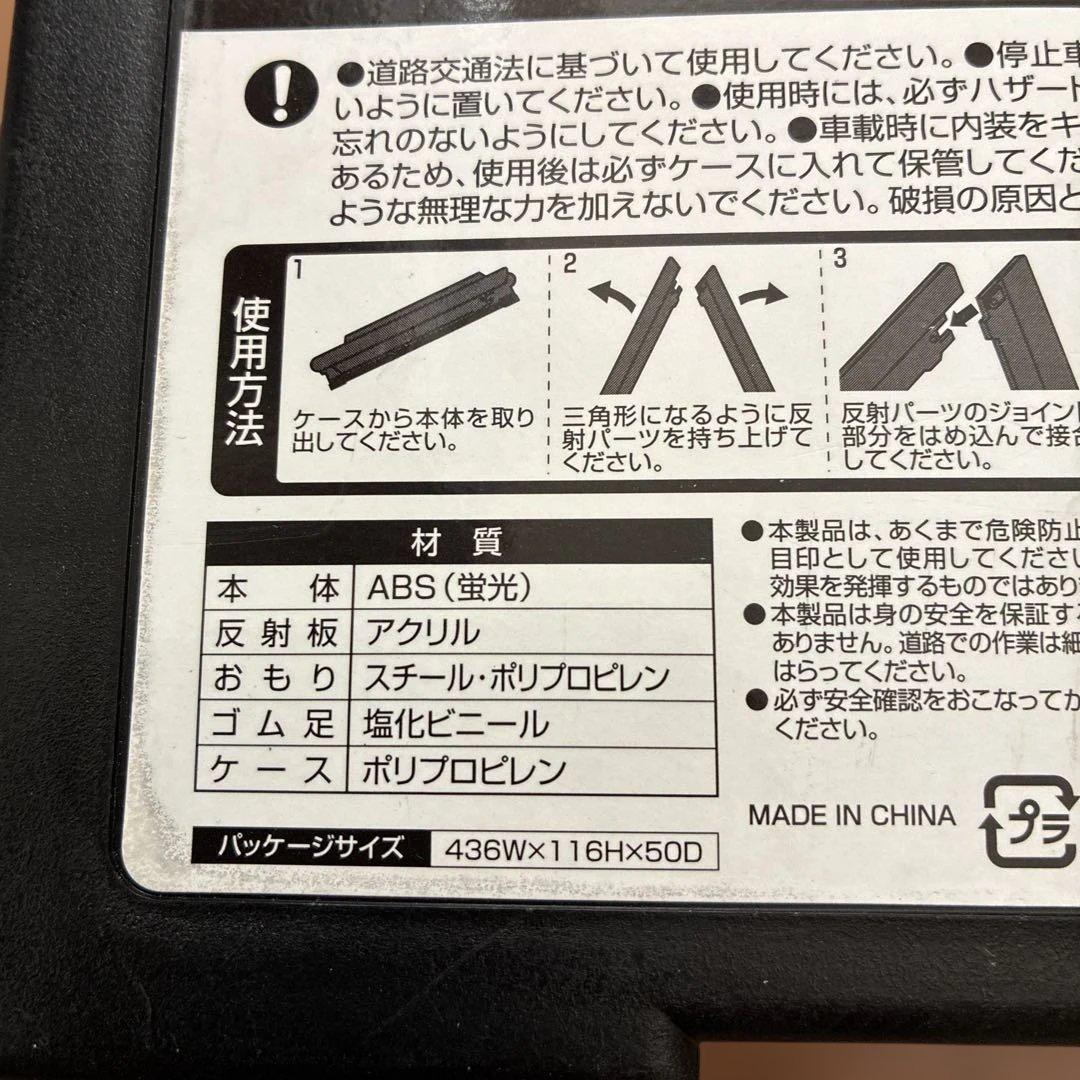 ●道路交通法に基づいて使用してください。●停止車
いように置いてください。●使用時には、必ずハザード
忘れのないようにしてください。●車載時に内装をキ
あるため、使用後は必ずケースに入れて保管してくだ
ような無理な力を加えないでください。破損の原因と
使用方法
1
ケースから本体を取り
出してください。
2
三角形になるように反
射パーツを持ち上げて
ください。
3
反射パーツのジョイント
部分をはめ込んで接合
してください。
材質
本体 ABS(蛍光)
反射板 アクリル
おもり スチール・ポリプロピレン
ゴム足 塩化ビニール
ケース ポリプロピレン
パッケージサイズ 436W×116H×50D
●本製品は、あくまで危険防止
目印として使用してください
効果を発揮するものではあり
●本製品は身の安全を保証す
ありません。道路での作業は細
はらってください。
●必ず安全確認をおこなってか
ください。
MADE IN CHINA
プラ